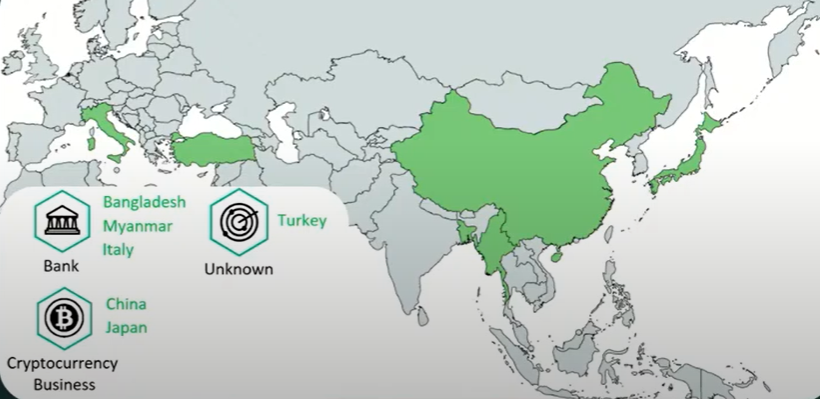 Bangladesh
Myanmar
Italy
Bank
Turkey
Unknown
China
Japan
Cryptocurrency
Business